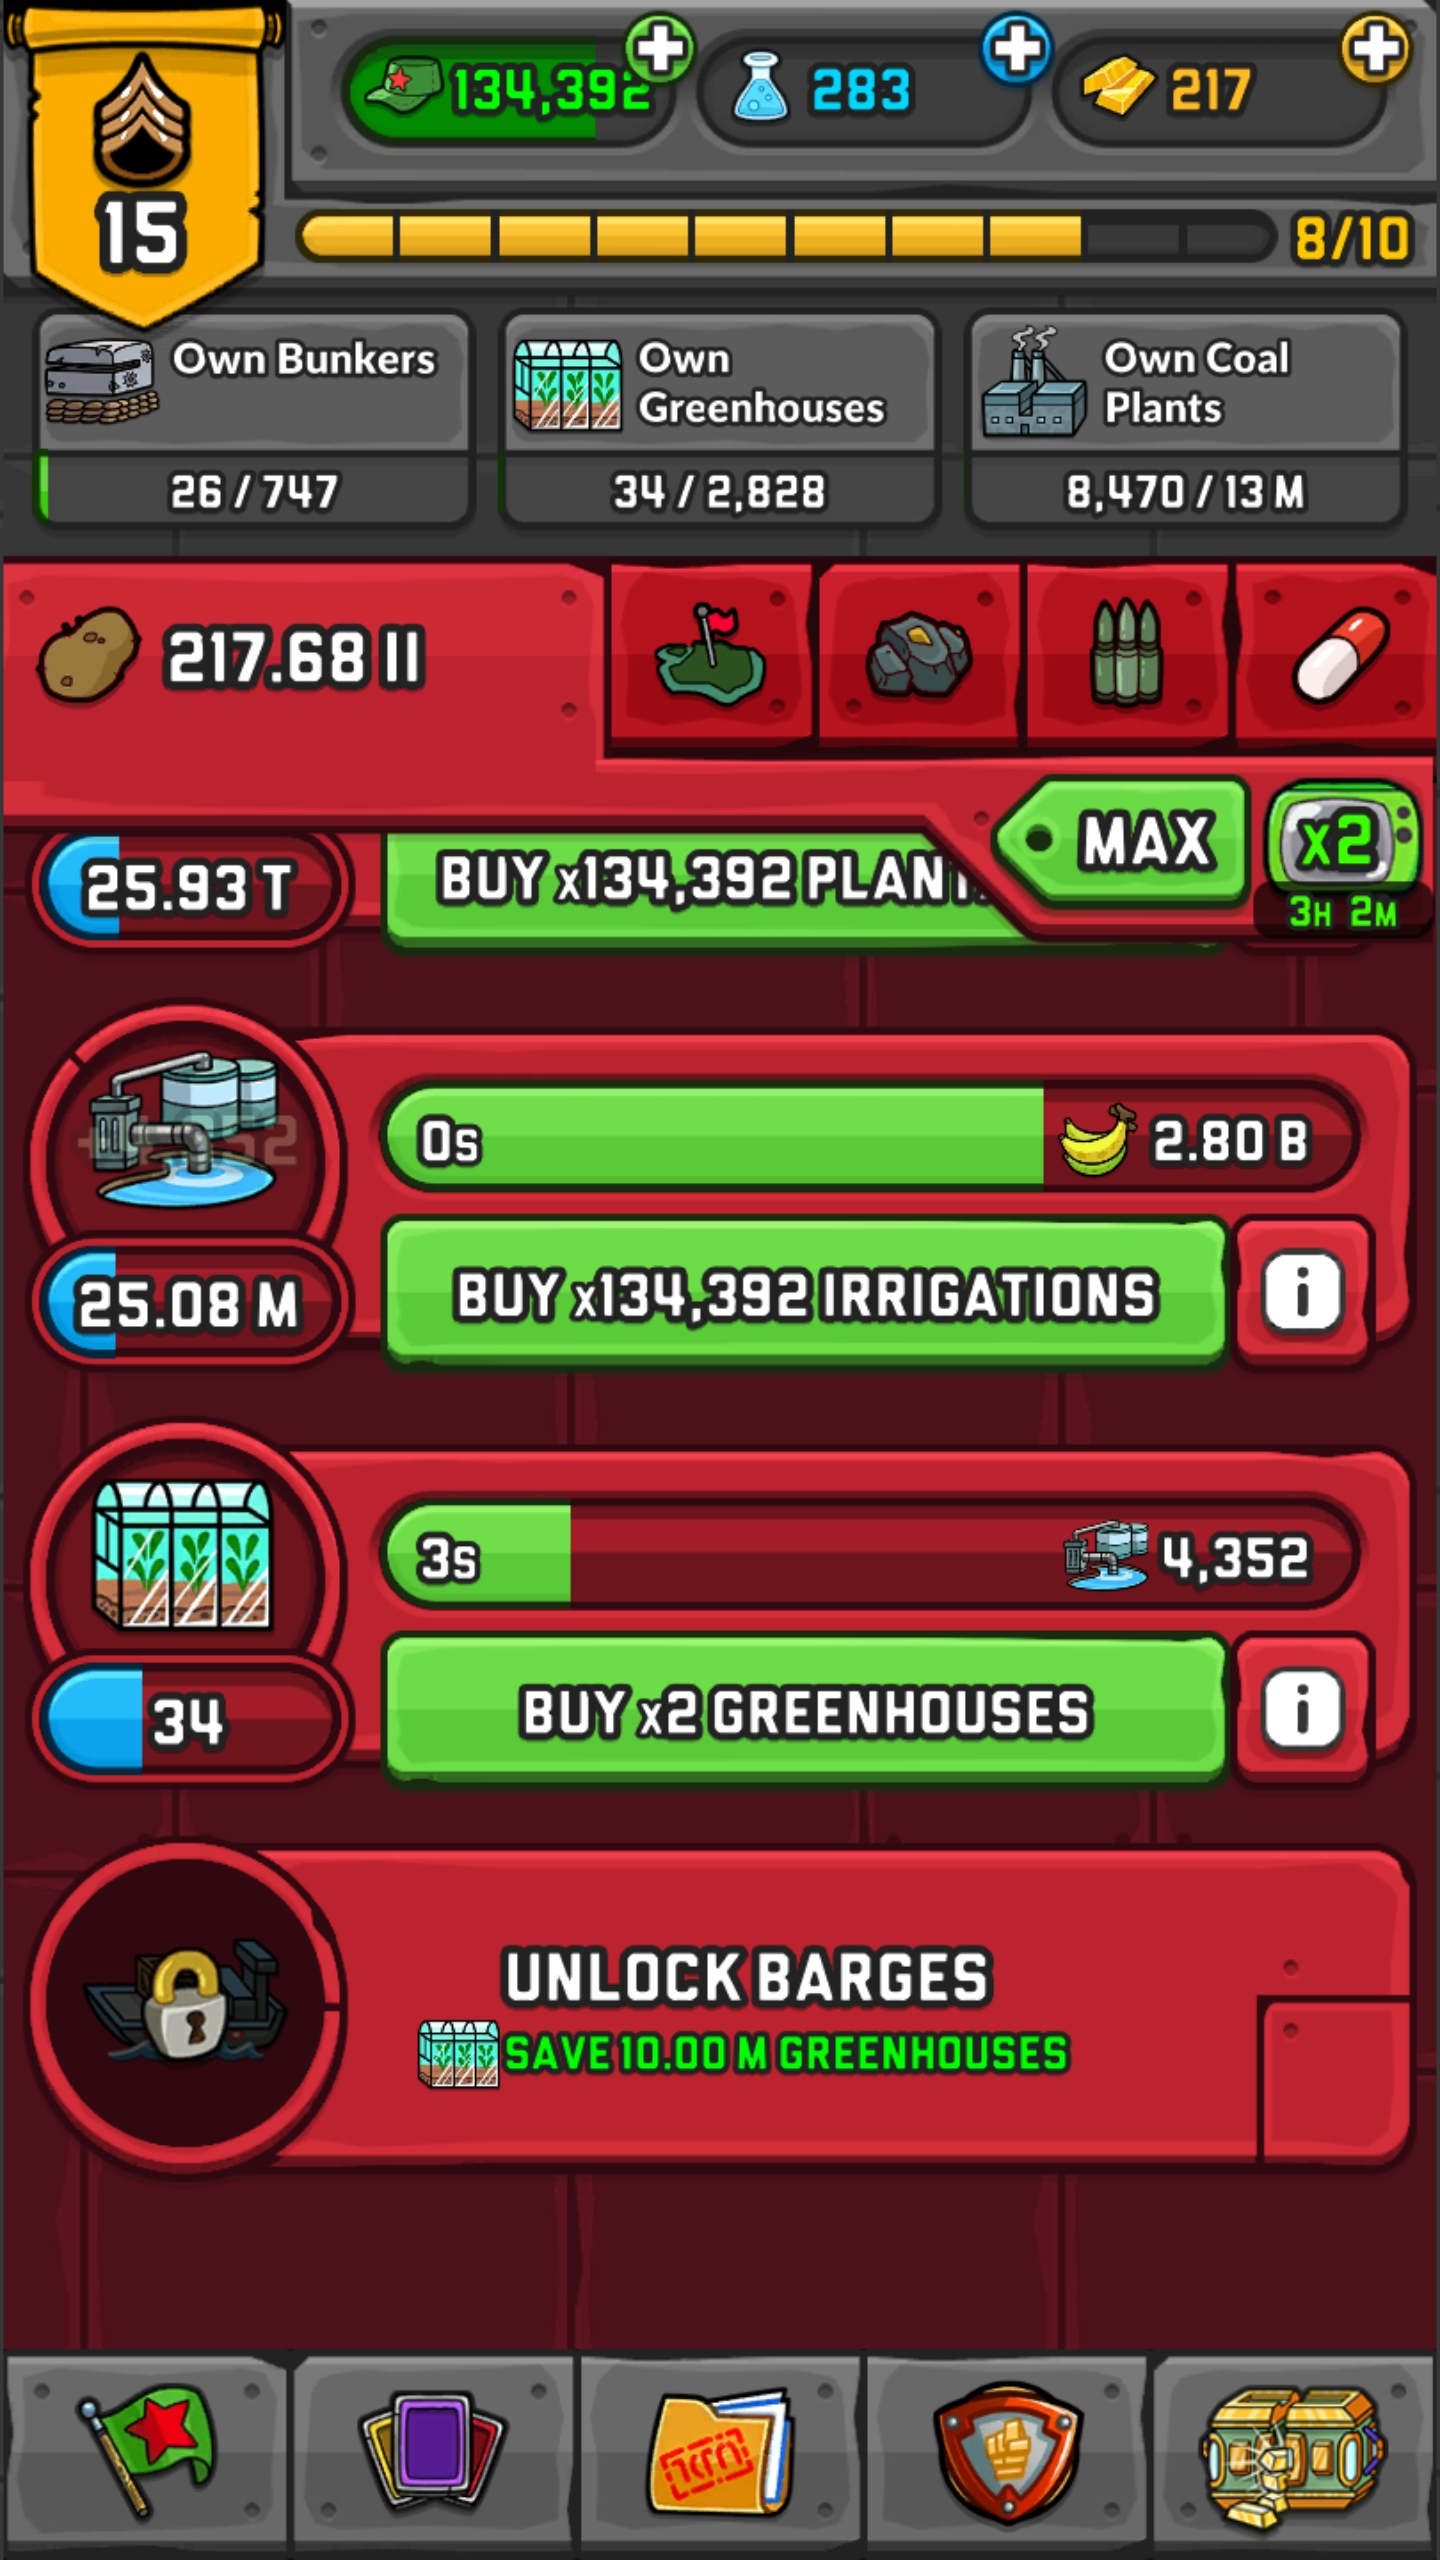 134,392
283
217
15
8/10
Own Bunkers
26 / 747
Own
Greenhouses
34 / 2,828
Own Coal
Plants
8,470 / 13 M
217.68 II
MAX
x2
3H 2M
25.93 T
BUY x134,392
0s
2.80 B
25.08 M
BUY x134,392 IRRIGATIONS
i
3s
4,352
34
BUY x2 GREENHOUSES
i
UNLOCK BARGES
SAVE 10.00 M GREENHOUSES